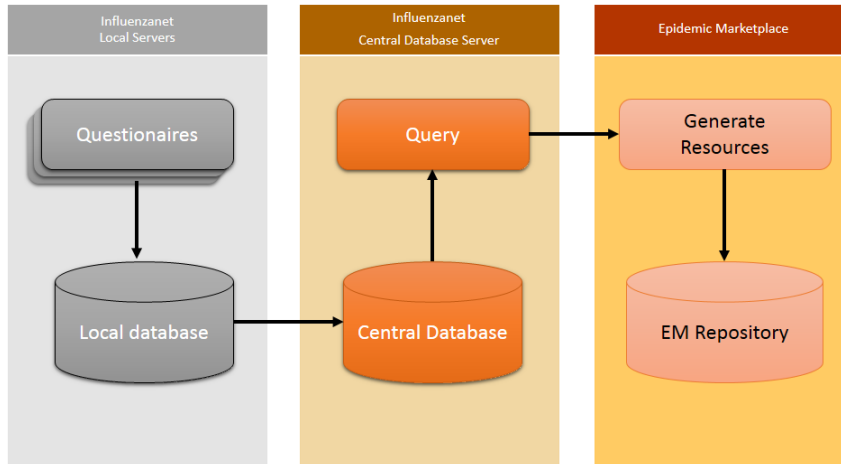 Influenzanet
Local Servers
Questionaires
Local database
Influenzanet
Central Database Server
Query
Central Database
Epidemic Marketplace
Generate
Resources
EM Repository